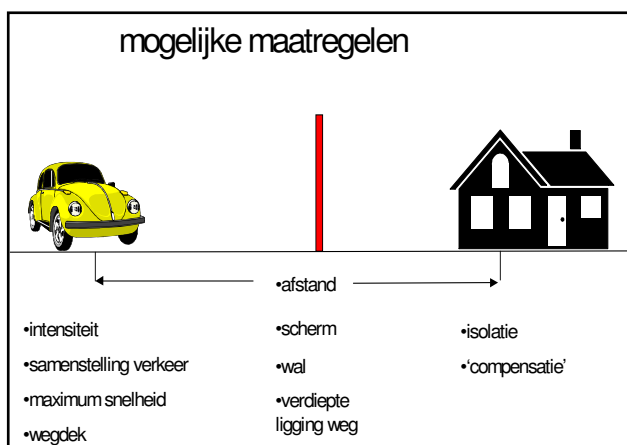 mogelijke maatregelen
•afstand
•intensiteit
•samenstelling verkeer
•maximum snelheid
•wegdek
•scherm
•wal
•verdiepte
ligging weg
•isolatie
•‘compensatie’